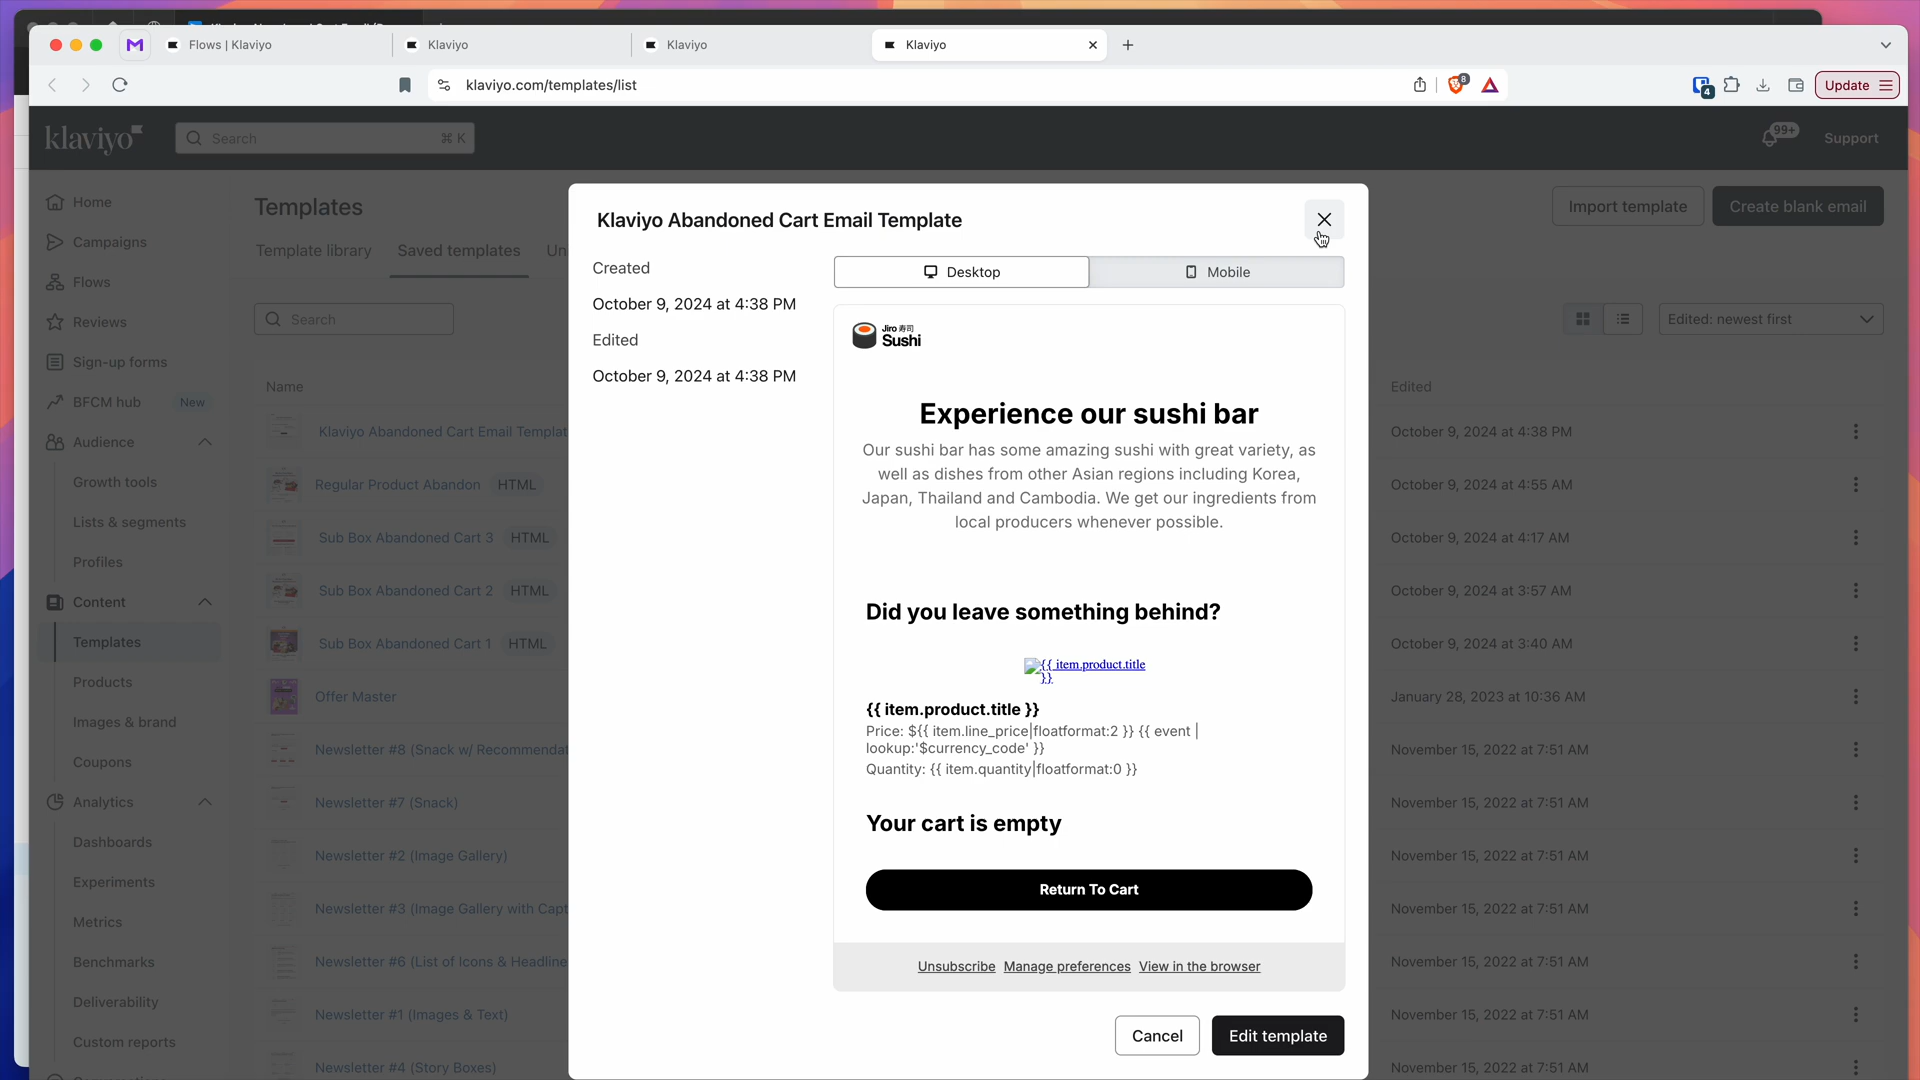 Flows | Klaviyo
Klaviyo
Klaviyo
Klaviyo
klaviyo.com/templates/list
8
4
Update
klaviyo
Search
⌘ K
99+
Support
Home
Campaigns
Flows
Reviews
Sign-up forms
BFCM hub
New
Audience
Growth tools
Lists & segments
Profiles
Content
Templates
Products
Images & brand
Coupons
Analytics
Dashboards
Experiments
Metrics
Benchmarks
Deliverability
Custom reports
Templates
Import template
Create blank email
Template library
Saved templates
Un
Search
Edited: newest first
Name
Edited
Klaviyo Abandoned Cart Email Templat
October 9, 2024 at 4:38 PM
Regular Product Abandon HTML
October 9, 2024 at 4:55 AM
Sub Box Abandoned Cart 3 HTML
October 9, 2024 at 4:17 AM
Sub Box Abandoned Cart 2 HTML
October 9, 2024 at 3:57 AM
Sub Box Abandoned Cart 1 HTML
October 9, 2024 at 3:40 AM
Offer Master
January 28, 2023 at 10:36 AM
Newsletter #8 (Snack w/ Recommendat
November 15, 2022 at 7:51 AM
Newsletter #7 (Snack)
November 15, 2022 at 7:51 AM
Newsletter #2 (Image Gallery)
November 15, 2022 at 7:51 AM
Newsletter #3 (Image Gallery with Capt
November 15, 2022 at 7:51 AM
Newsletter #6 (List of Icons & Headline
November 15, 2022 at 7:51 AM
Newsletter #1 (Images & Text)
November 15, 2022 at 7:51 AM
Newsletter #4 (Story Boxes)
November 15, 2022 at 7:51 AM
Klaviyo Abandoned Cart Email Template
Created
October 9, 2024 at 4:38 PM
Edited
October 9, 2024 at 4:38 PM
Desktop
Mobile
Jiro 寿司
Sushi
Experience our sushi bar
Our sushi bar has some amazing sushi with great variety, as
well as dishes from other Asian regions including Korea,
Japan, Thailand and Cambodia. We get our ingredients from
local producers whenever possible.
Did you leave something behind?
{{ item.product.title
}}
{{ item.product.title }}
Price: ${{ item.line_price|floatformat:2 }} {{ event |
lookup:'$currency_code' }}
Quantity: {{ item.quantity|floatformat:0 }}
Your cart is empty
Return To Cart
Unsubscribe Manage preferences View in the browser
Cancel
Edit template